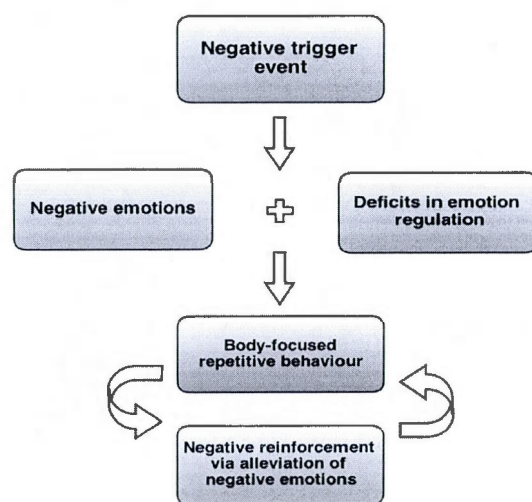 Negative trigger
event
Negative emotions
+
Deficits in emotion
regulation
Body-focused
repetitive behaviour
Negative reinforcement
via alleviation of
negative emotions